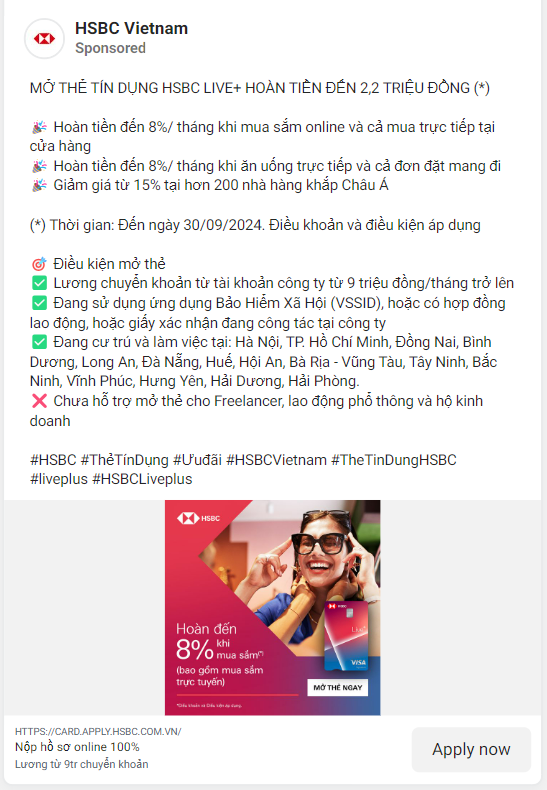 HSBC Vietnam
Sponsored
MỞ THẺ TÍN DỤNG HSBC LIVE+ HOÀN TIỀN ĐẾN 2,2 TRIỆU ĐỒNG (*)
🎉 Hoàn tiền đến 8%/ tháng khi mua sắm online và cả mua trực tiếp tại
cửa hàng
🎉 Hoàn tiền đến 8%/ tháng khi ăn uống trực tiếp và cả đơn đặt mang đi
🎉 Giảm giá từ 15% tại hơn 200 nhà hàng khắp Châu Á
(*) Thời gian: Đến ngày 30/09/2024. Điều khoản và điều kiện áp dụng
🎯 Điều kiện mở thẻ
✅ Lương chuyển khoản từ tài khoản công ty từ 9 triệu đồng/tháng trở lên
✅ Đang sử dụng ứng dụng Bảo Hiểm Xã Hội (VSSID), hoặc có hợp đồng
lao động, hoặc giấy xác nhận đang công tác tại công ty
✅ Đang cư trú và làm việc tại: Hà Nội, TP. Hồ Chí Minh, Đồng Nai, Bình
Dương, Long An, Đà Nẵng, Huế, Hội An, Bà Rịa - Vũng Tàu, Tây Ninh, Bắc
Ninh, Vĩnh Phúc, Hưng Yên, Hải Dương, Hải Phòng.
❌ Chưa hỗ trợ mở thẻ cho Freelancer, lao động phổ thông và hộ kinh
doanh
#HSBC #ThẻTínDụng #Ưuđãi #HSBCVietnam #TheTinDungHSBC
#liveplus #HSBCLiveplus
HSBC
Hoàn đến
8% khi
mua sắm(*)
(bao gồm mua sắm
trực tuyến)
HSBC
Live+
VISA
MỞ THẺ NGAY
*Điều khoản và Điều kiện áp dụng.
HTTPS://CARD.APPLY.HSBC.COM.VN/
Nộp hồ sơ online 100%
Lương từ 9tr chuyển khoản
Apply now